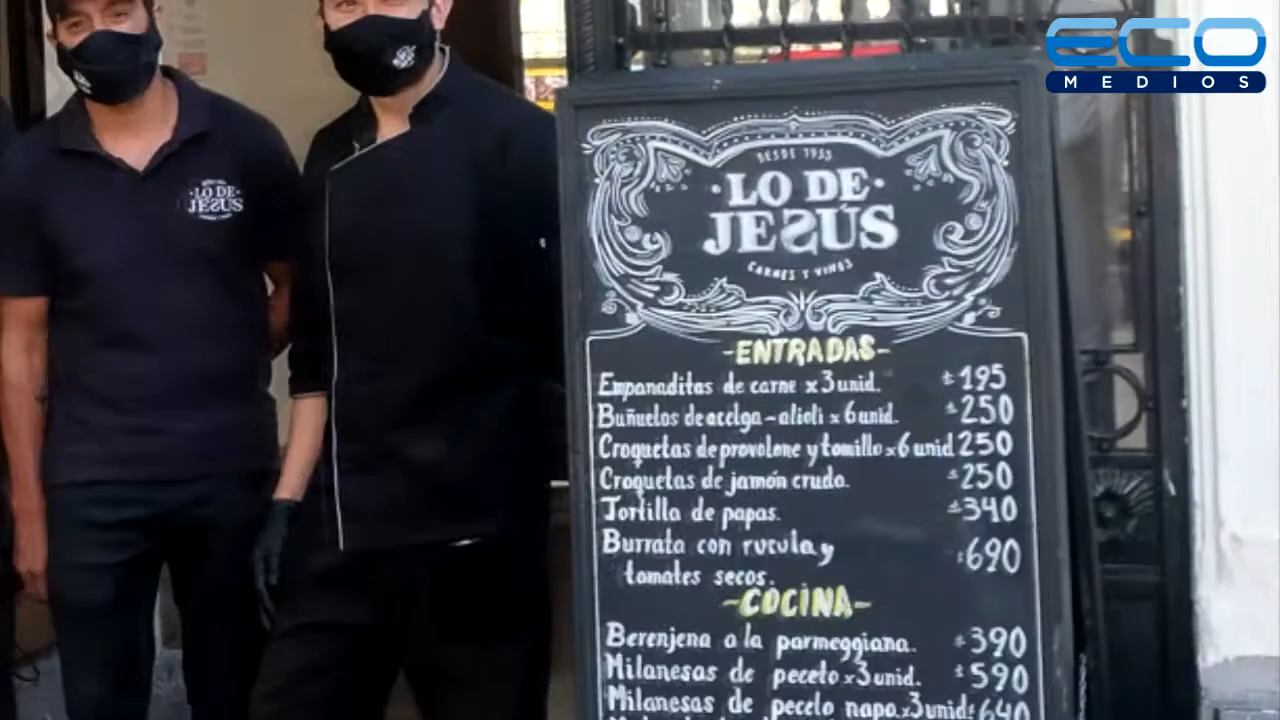 ECO
MEDIOS
LO DE
JESÚS
DESDE 1953
·LO DE·
JESÚS
CARNES Y VINOS
-ENTRADAS-
Empanaditas de carne x 3 unid. $195
Buñuelos de acelga - alioli x 6 unid. $250
Croquetas de provolone y tomillo x 6 unid 250
Croquetas de jamón crudo. $250
Tortilla de papas. $340
Burrata con rucula y $690
tomates secos.
-COCINA-
Berenjena a la parmeggiana. $390
Milanesas de peceto x 3 unid. $590
Milanesas de peceto napo. x 3 unid $640